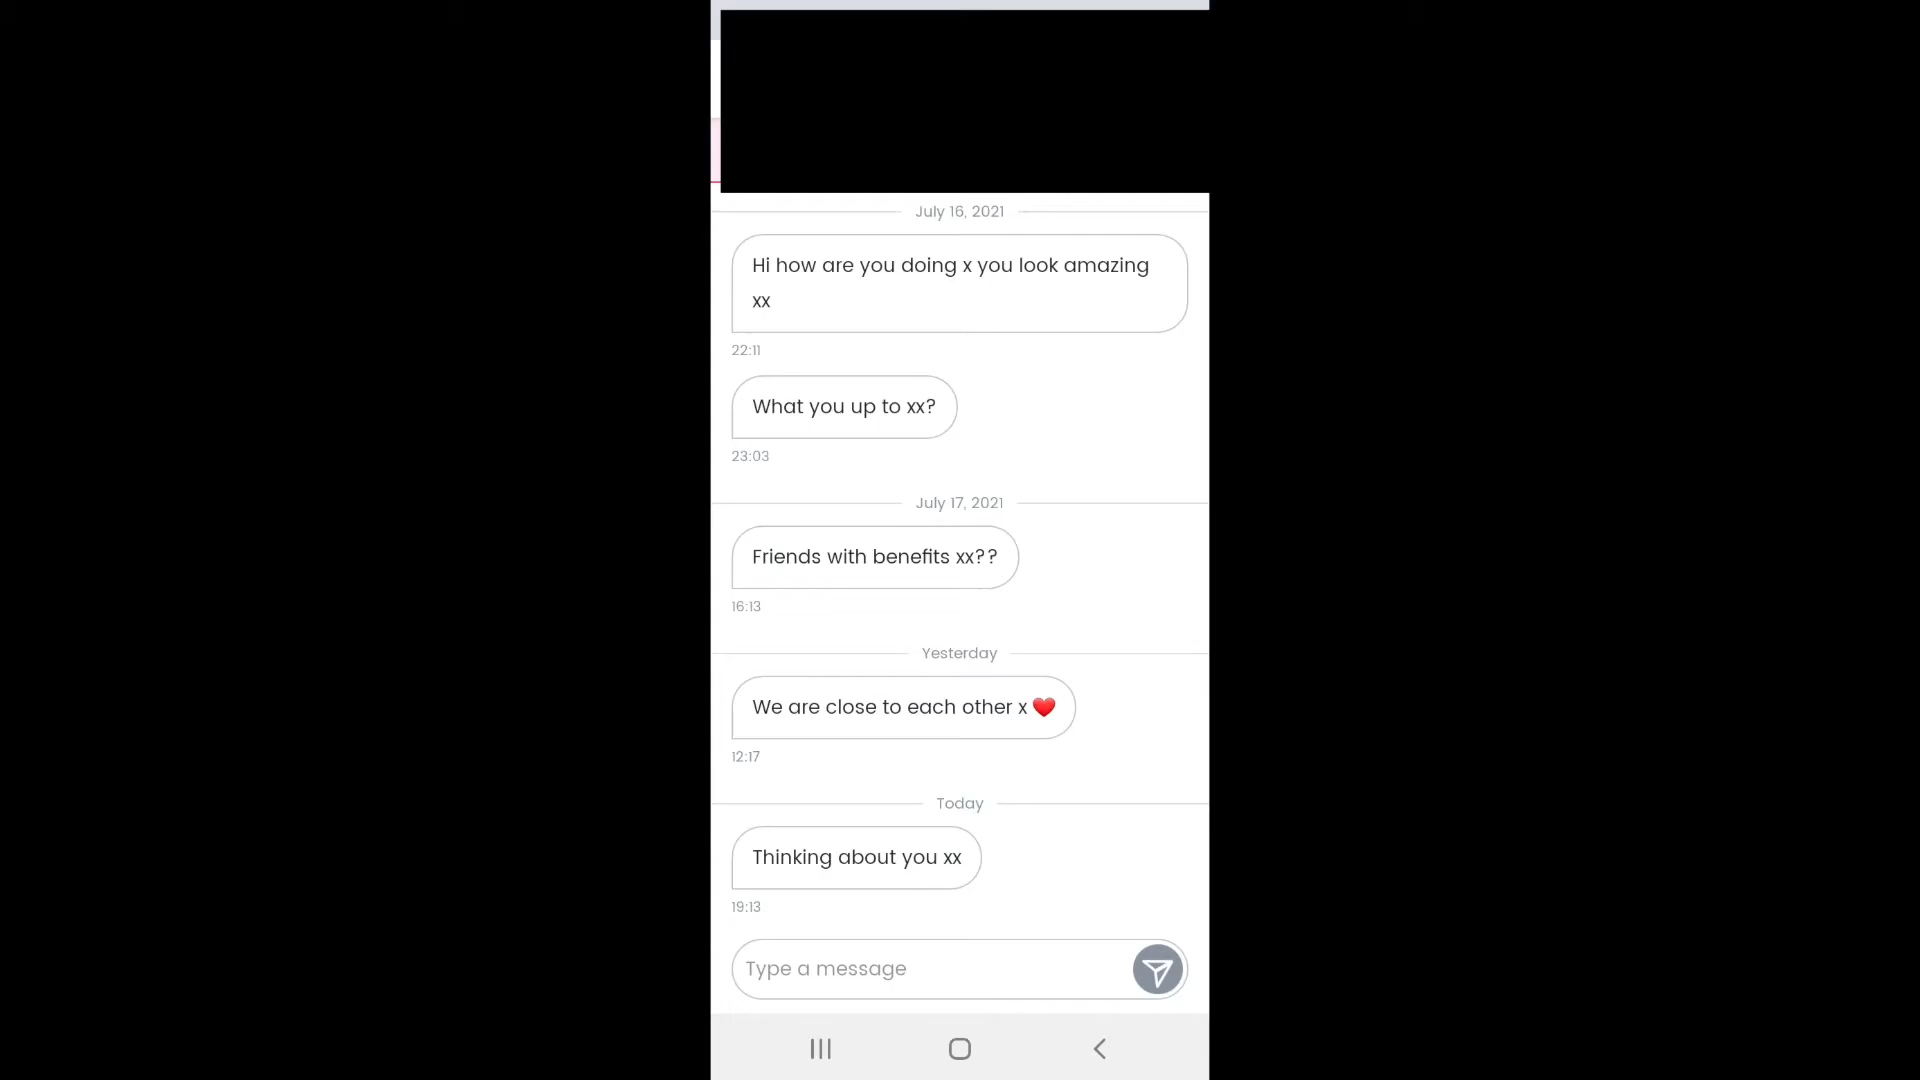 July 16, 2021
Hi how are you doing x you look amazing
xx
22:11
What you up to xx?
23:03
July 17, 2021
Friends with benefits xx??
16:13
Yesterday
We are close to each other x ❤️
12:17
Today
Thinking about you xx
19:13
Type a message